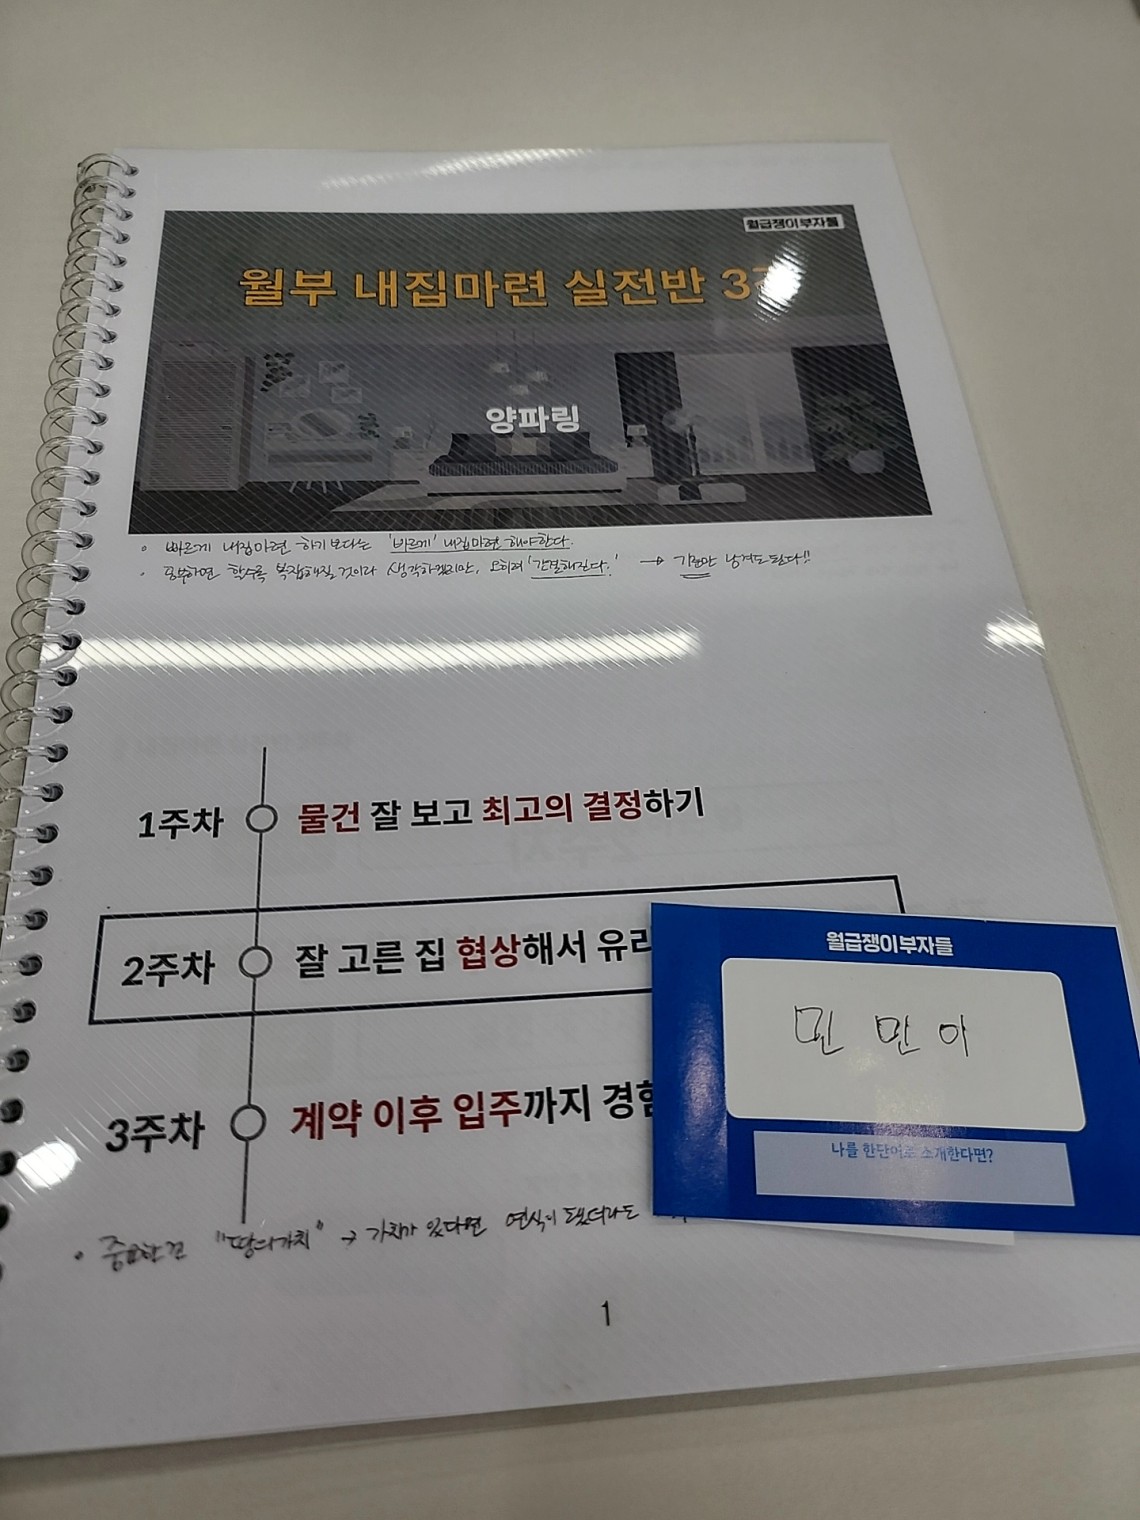 월급쟁이부자들
월부 내집마련 실전반 3
양파링
• 빠르게 내집마련 하기 보다는 '바르게' 내집마련 해야한다.
• 공부하면 할수록 복잡해질 것이라 생각하겠지만, 오히려 '간결해진다.' → 기본만 남겨도 된다!!
1주차 물건 잘 보고 최고의 결정하기
2주차 잘 고른 집 협상해서 유리
3주차 계약 이후 입주까지 경험
• 중요한건 "땅의가치" → 가치가 있다면 연식이 됐더라도
월급쟁이부자들
민 만 아
나를 한단어로 소개한다면?
1